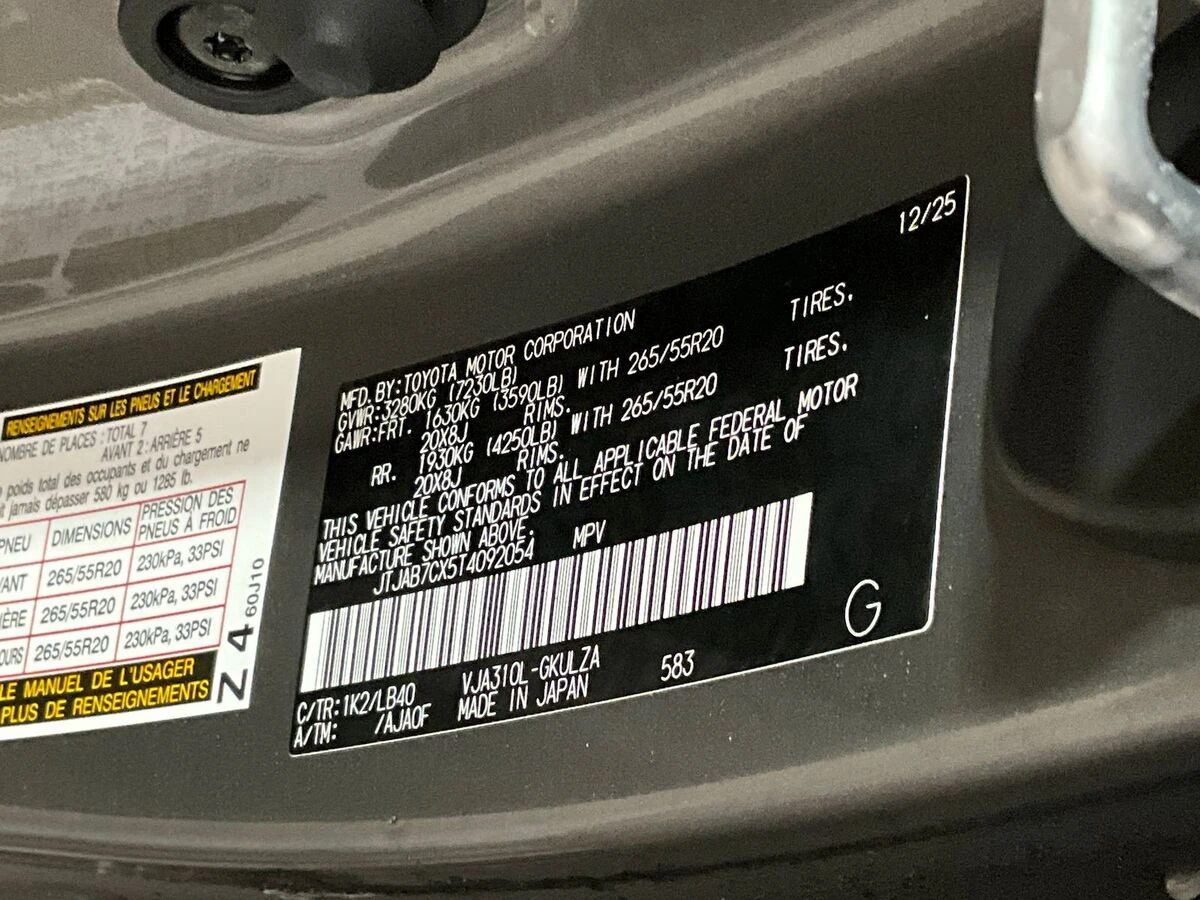 RENSEIGNEMENTS SUR LES PNEUS ET LE CHARGEMENT
NOMBRE DE PLACES : TOTAL 7
AVANT 2 : ARRIÈRE 5
poids total des occupants et du chargement ne
jamais dépasser 580 kg ou 1285 lb.
PNEU DIMENSIONS PRESSION DES PNEUS À FROID
265/55R20 230kPa, 33PSI
265/55R20 230kPa, 33PSI
265/55R20 230kPa, 33PSI
LE MANUEL DE L'USAGER
PLUS DE RENSEIGNEMENTS
Z4 60J10
12/25
MFD. BY: TOYOTA MOTOR CORPORATION
GVWR: 3280KG (7230LB)
GAWR: FRT. 1630KG (3590LB) WITH 265/55R20 TIRES,
20X8J RIMS.
RR. 1930KG (4250LB) WITH 265/55R20 TIRES,
20X8J RIMS.
THIS VEHICLE CONFORMS TO ALL APPLICABLE FEDERAL MOTOR
VEHICLE SAFETY STANDARDS IN EFFECT ON THE DATE OF
MANUFACTURE SHOWN ABOVE.
JTJAB7CX5T4092054 MPV
G
C/TR: 1K2/LB40 VJA310L-GKULZA 583
A/TM: /AJA0F MADE IN JAPAN